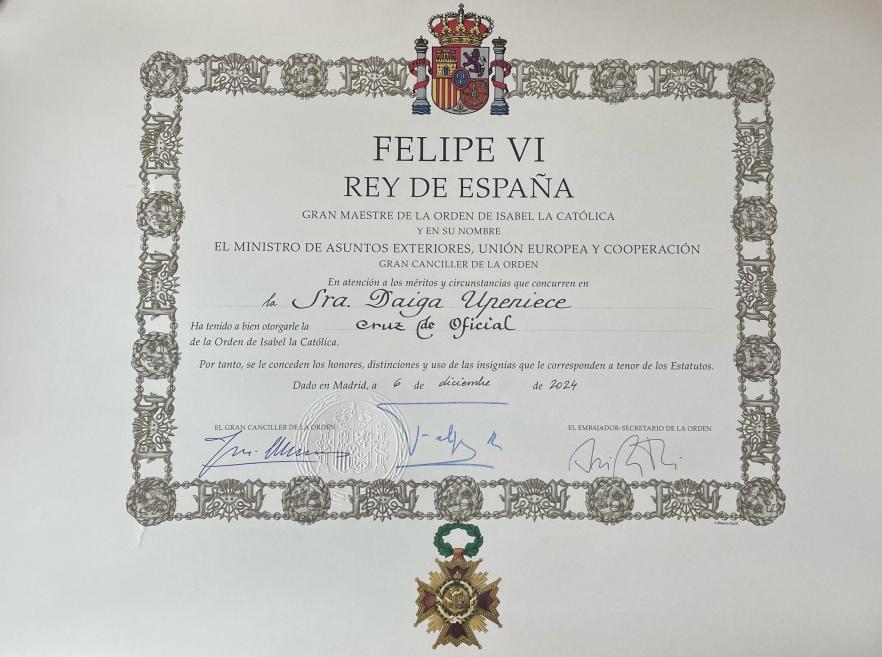 FELIPE VI
REY DE ESPAÑA
GRAN MAESTRE DE LA ORDEN DE ISABEL LA CATÓLICA
Y EN SU NOMBRE
EL MINISTRO DE ASUNTOS EXTERIORES, UNIÓN EUROPEA Y COOPERACIÓN
GRAN CANCILLER DE LA ORDEN
En atención a los méritos y circunstancias que concurren en
la Sra. Daiga Upeniece
Ha tenido a bien otorgarle la Cruz de Oficial
de la Orden de Isabel la Católica.
Por tanto, se le conceden los honores, distinciones y uso de las insignias que le corresponden a tenor de los Estatutos.
Dado en Madrid, a 6 de diciembre de 2024
EL GRAN CANCILLER DE LA ORDEN
EL EMBAJADOR-SECRETARIO DE LA ORDEN